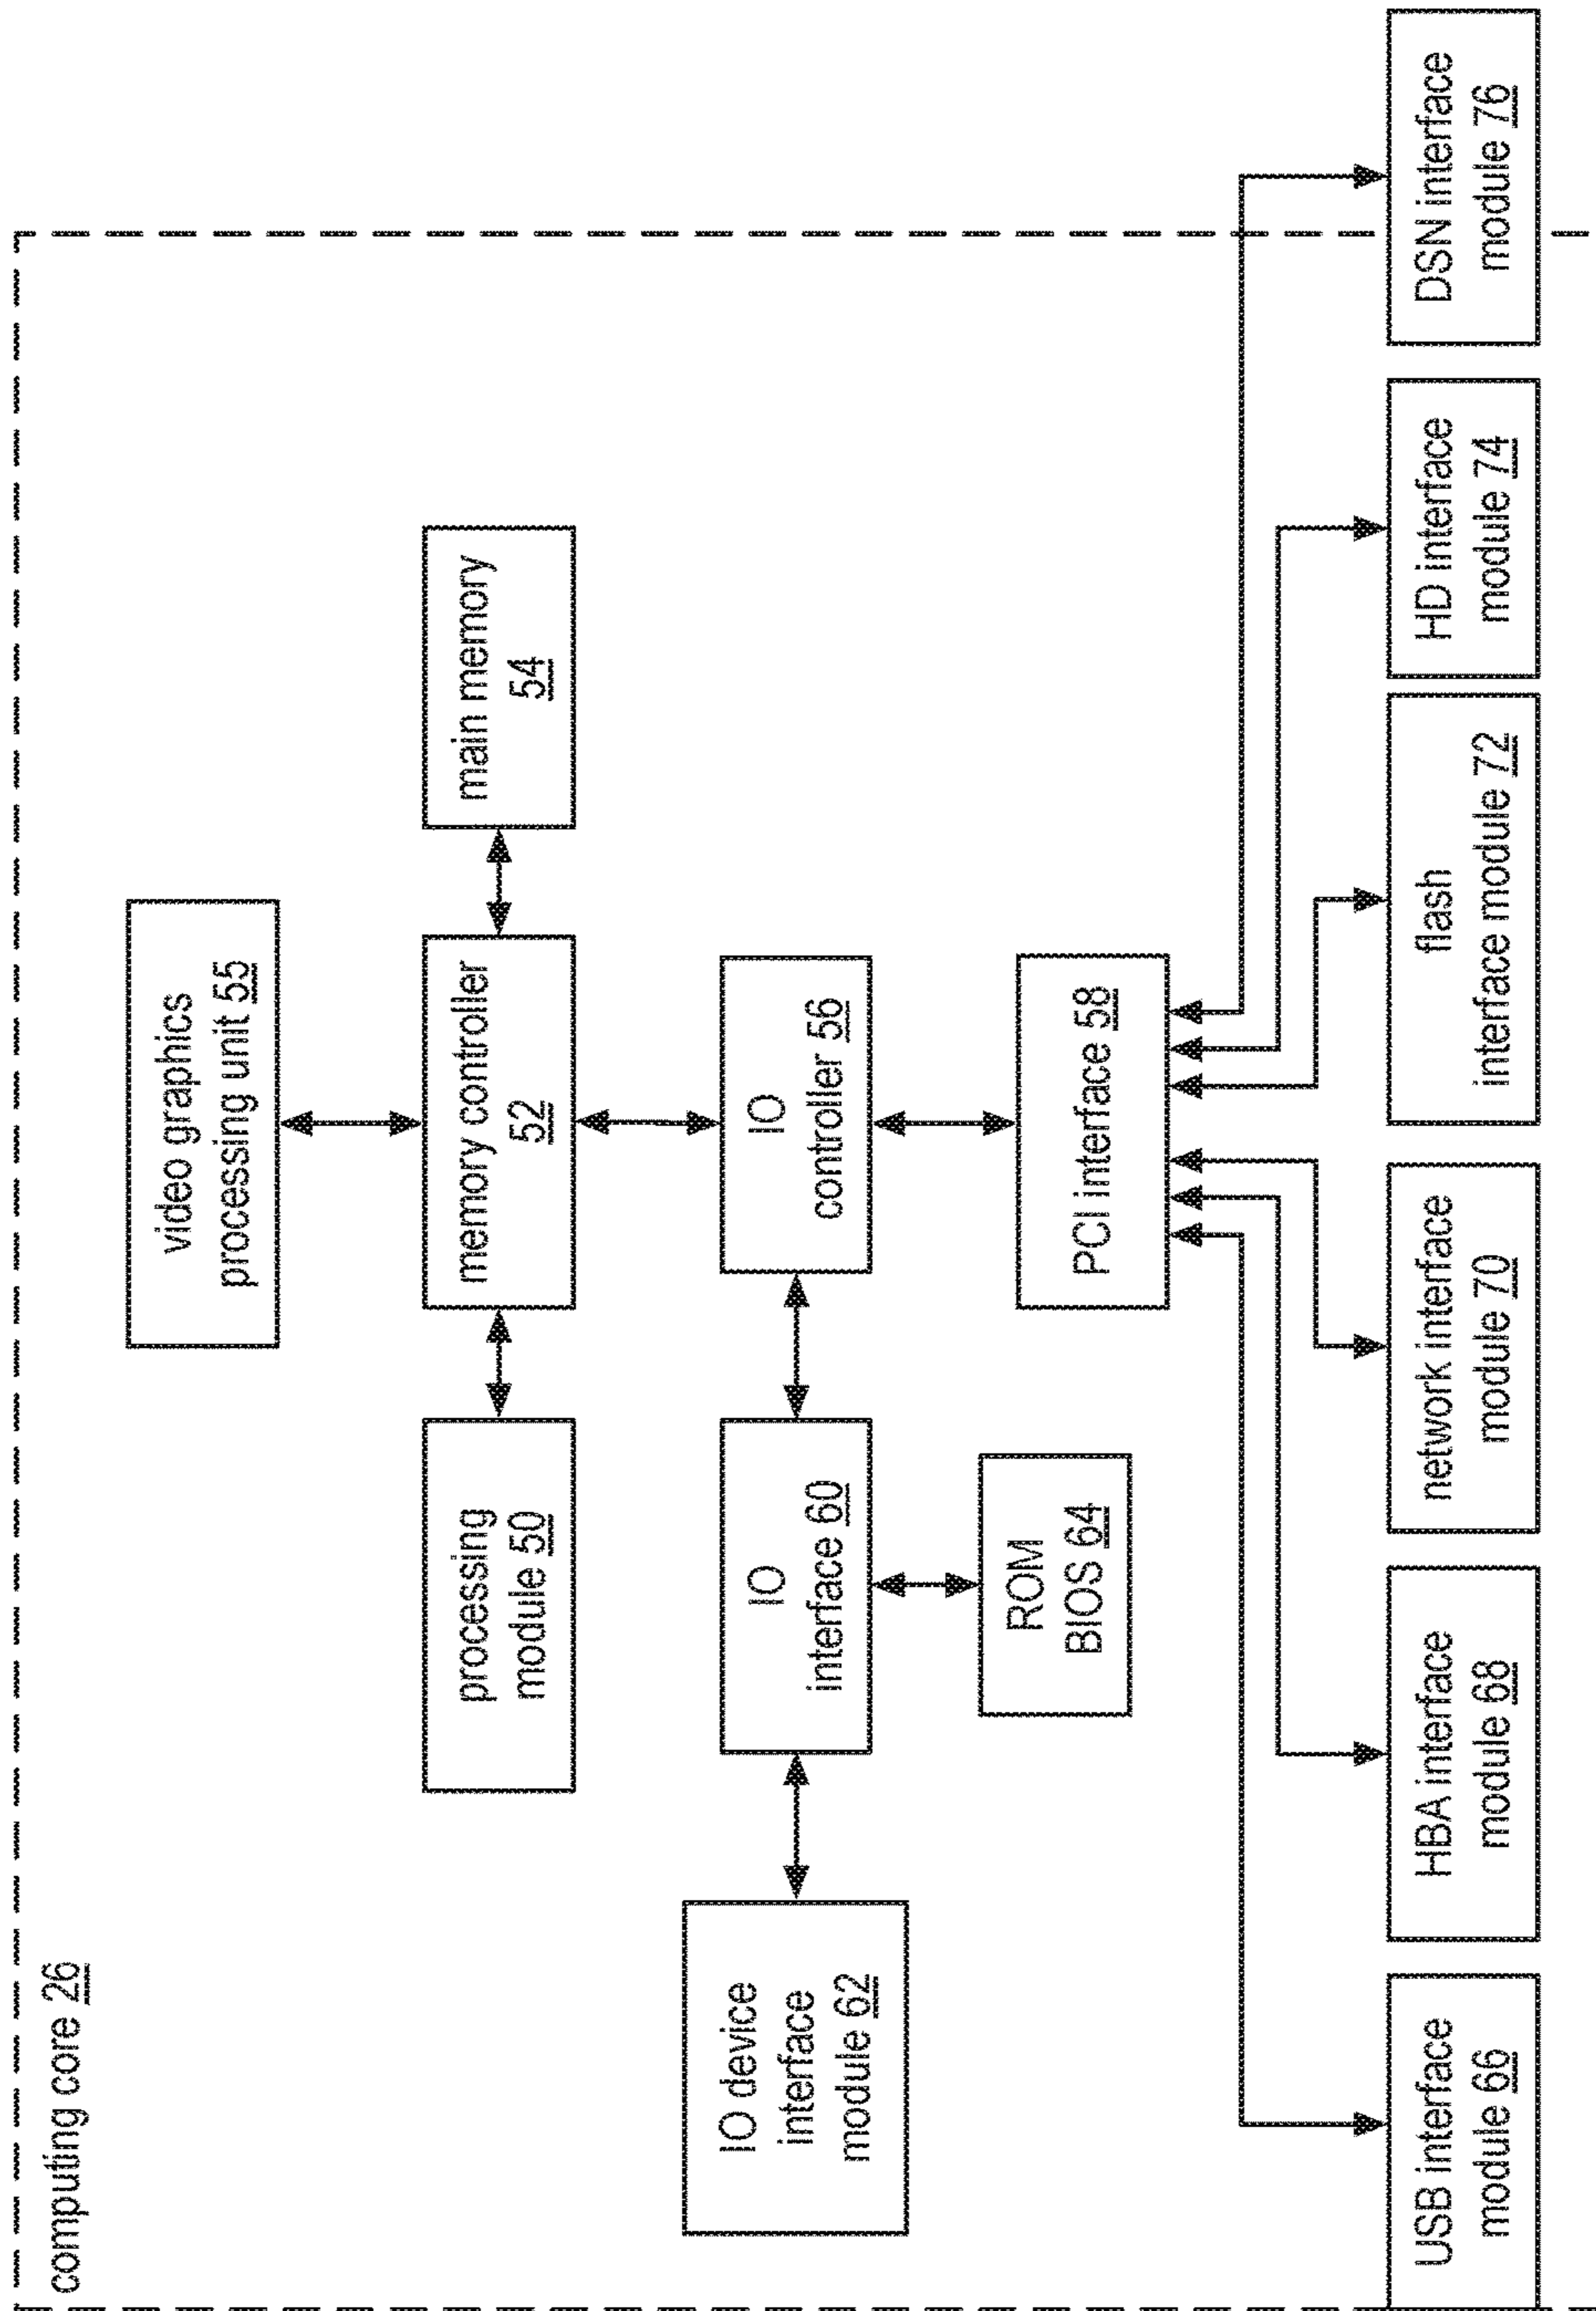 computing core 26
video graphics
processing unit 55
processing
module 50
memory controller
52
main memory
54
IO device
interface
module 62
IO
interface 60
IO
controller 56
ROM
BIOS 64
PCI interface 58
USB interface
module 66
HBA interface
module 68
network interface
module 70
flash
interface module 72
HD interface
module 74
DSN interface
module 76